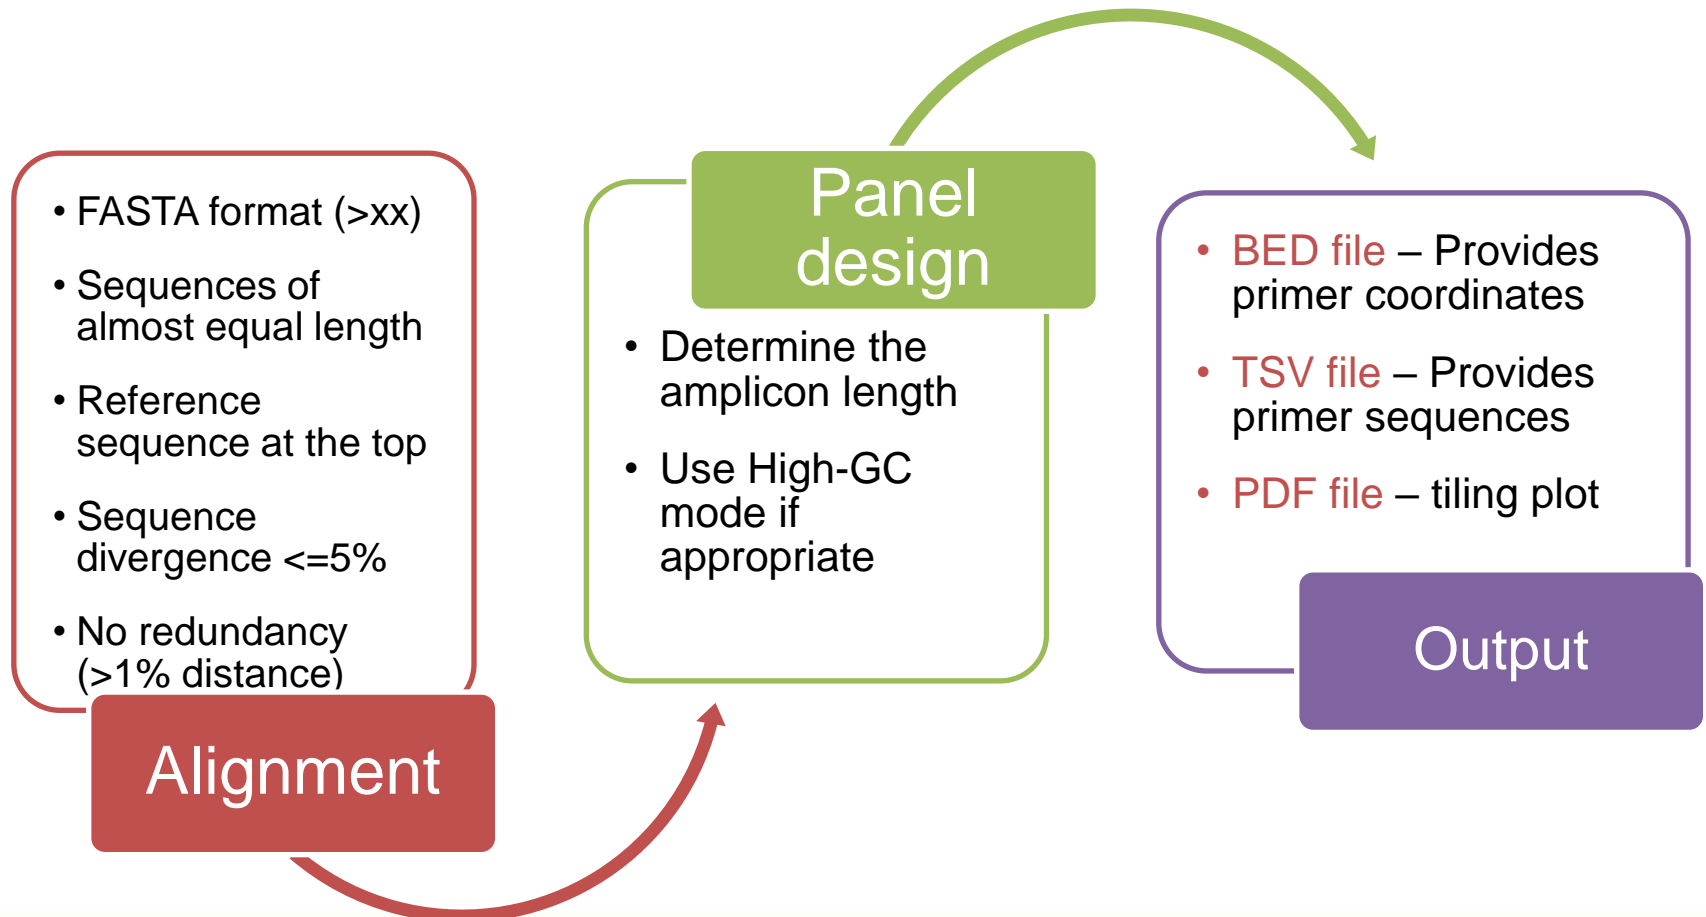 • FASTA format (>xx)
• Sequences of
almost equal length
• Reference
sequence at the top
• Sequence
divergence <=5%
• No redundancy
(>1% distance)
Alignment
Panel
design
• Determine the
amplicon length
• Use High-GC
mode if
appropriate
• BED file – Provides
primer coordinates
• TSV file – Provides
primer sequences
• PDF file – tiling plot
Output